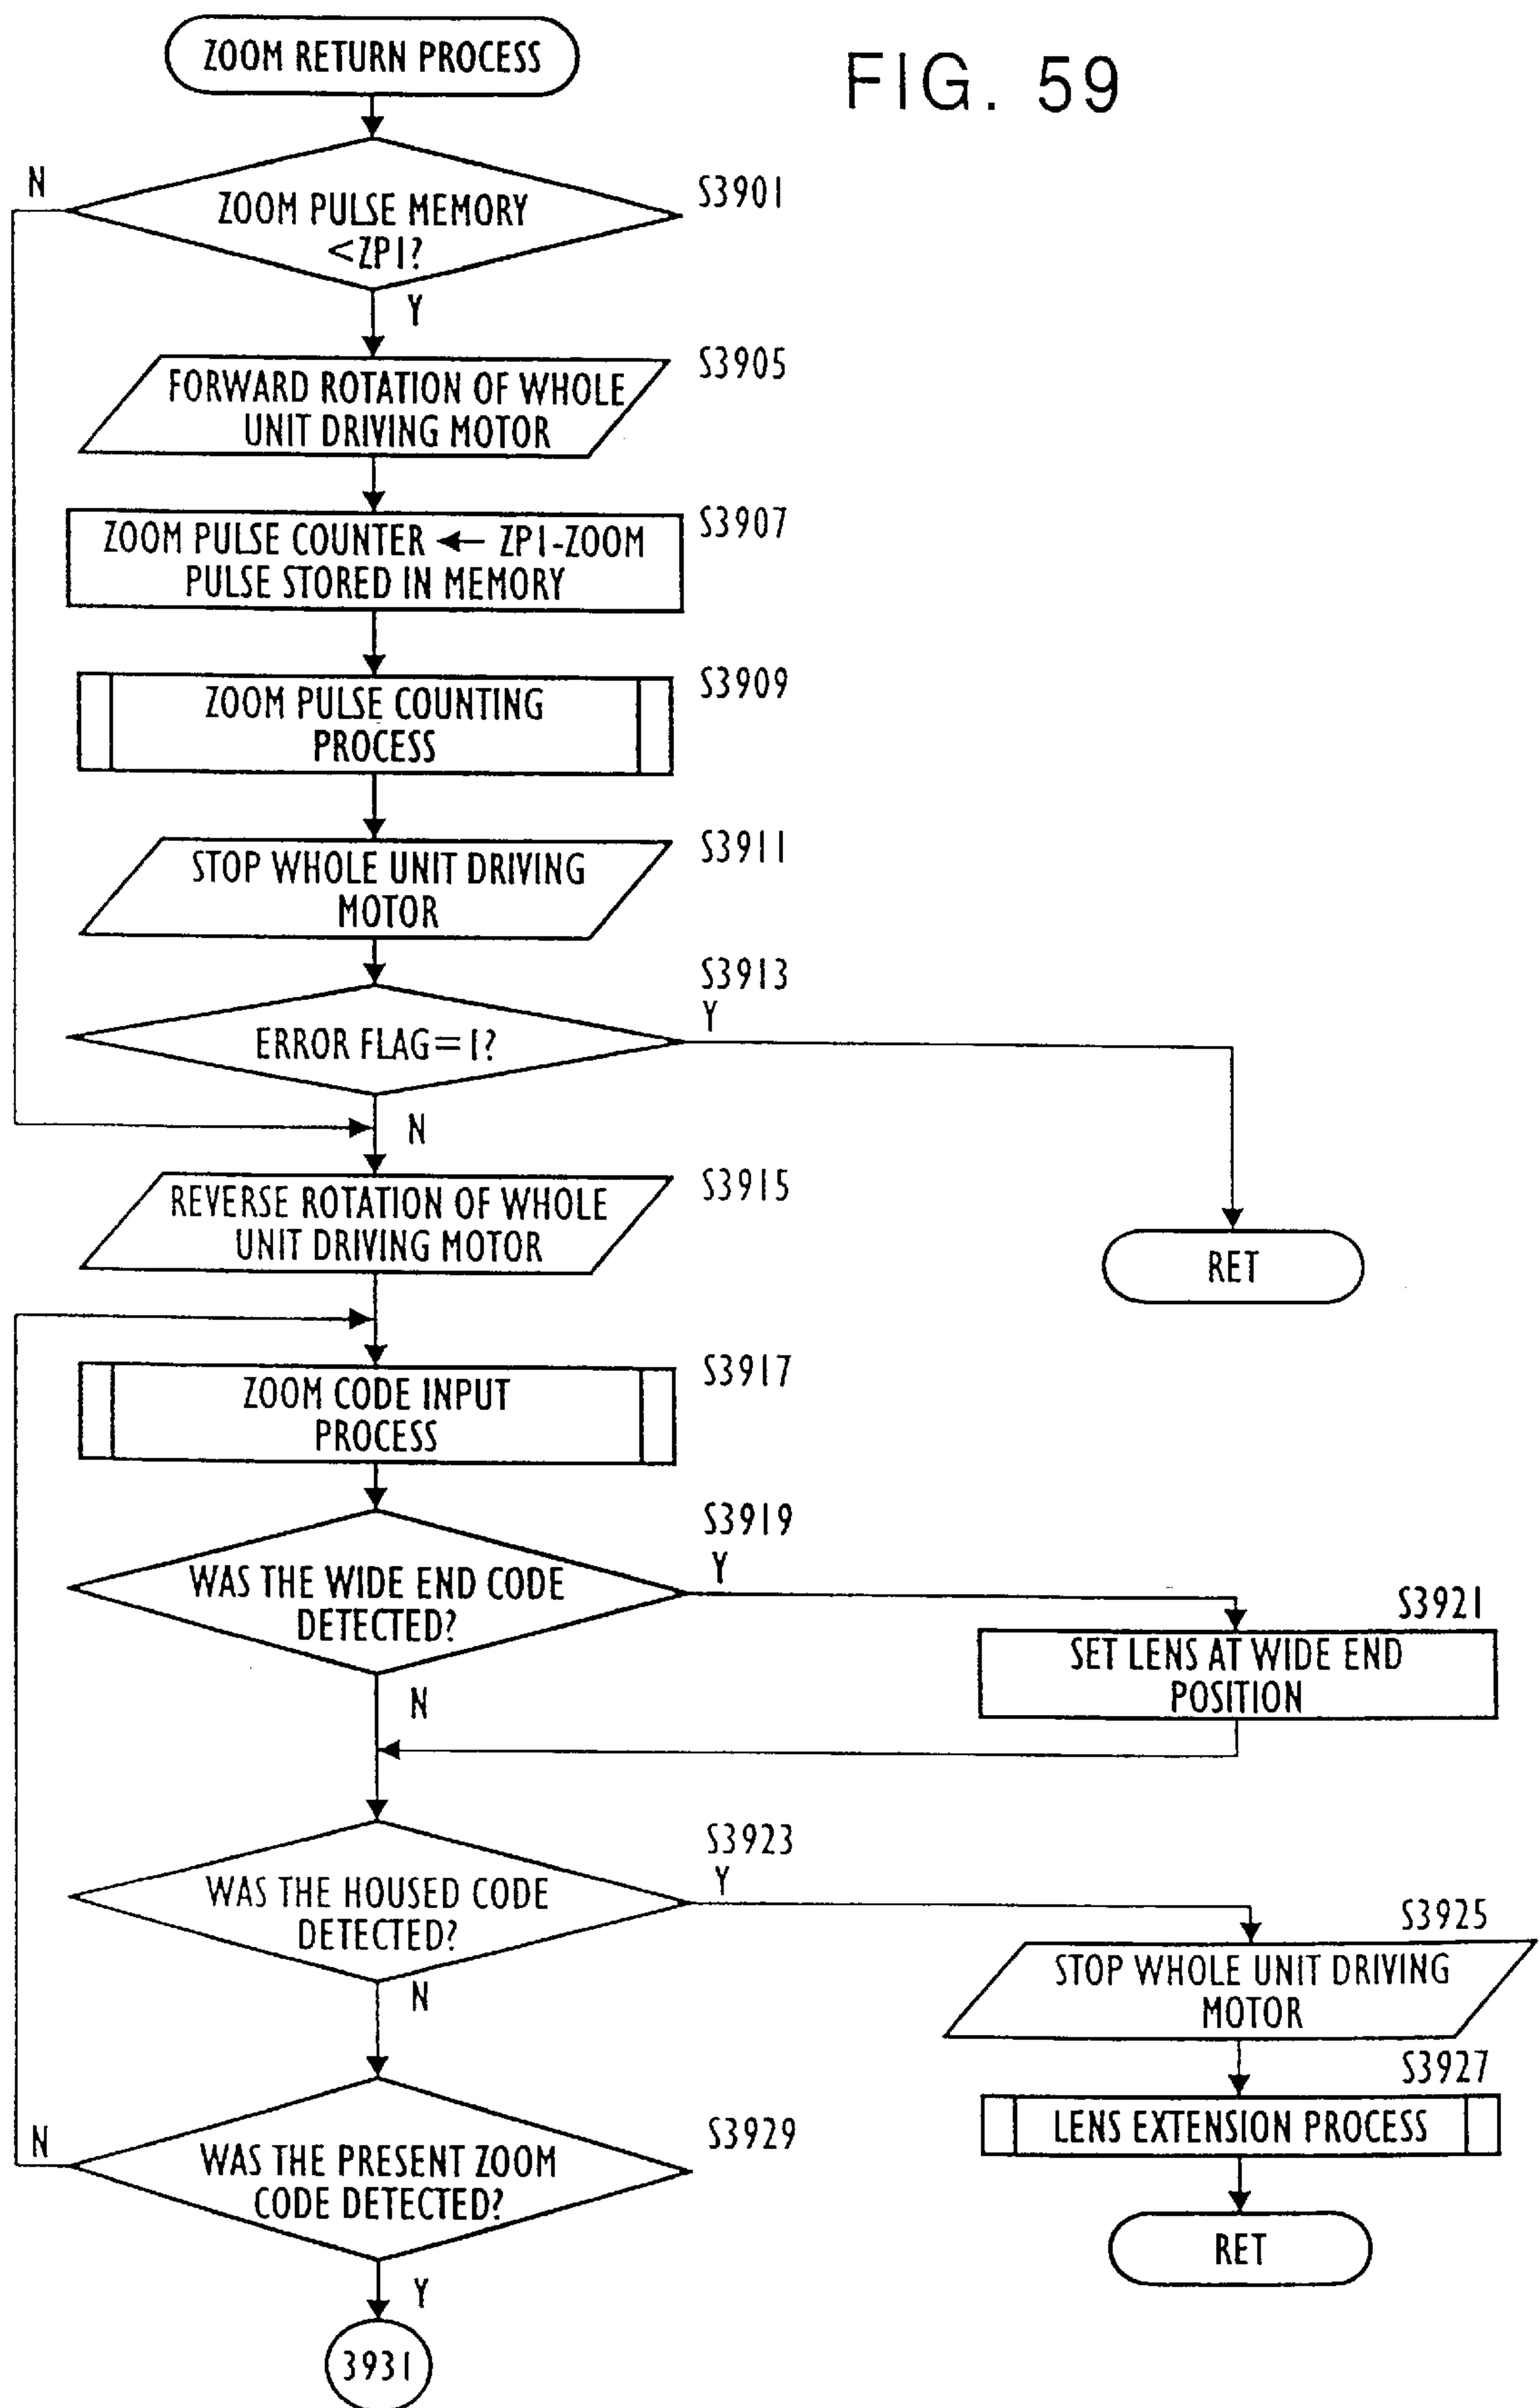 ZOOM RETURN PROCESS
FIG. 59
N
S3901
ZOOM PULSE MEMORY
<ZP1?
Y
S3905
FORWARD ROTATION OF WHOLE
UNIT DRIVING MOTOR
S3907
ZOOM PULSE COUNTER ← ZP1-ZOOM
PULSE STORED IN MEMORY
S3909
ZOOM PULSE COUNTING
PROCESS
S3911
STOP WHOLE UNIT DRIVING
MOTOR
S3913
Y
ERROR FLAG=1?
N
S3915
REVERSE ROTATION OF WHOLE
UNIT DRIVING MOTOR
RET
S3917
ZOOM CODE INPUT
PROCESS
S3919
Y
WAS THE WIDE END CODE
DETECTED?
S3921
SET LENS AT WIDE END
POSITION
N
S3923
Y
WAS THE HOUSED CODE
DETECTED?
S3925
STOP WHOLE UNIT DRIVING
MOTOR
N
S3927
LENS EXTENSION PROCESS
N
S3929
WAS THE PRESENT ZOOM
CODE DETECTED?
RET
Y
3931